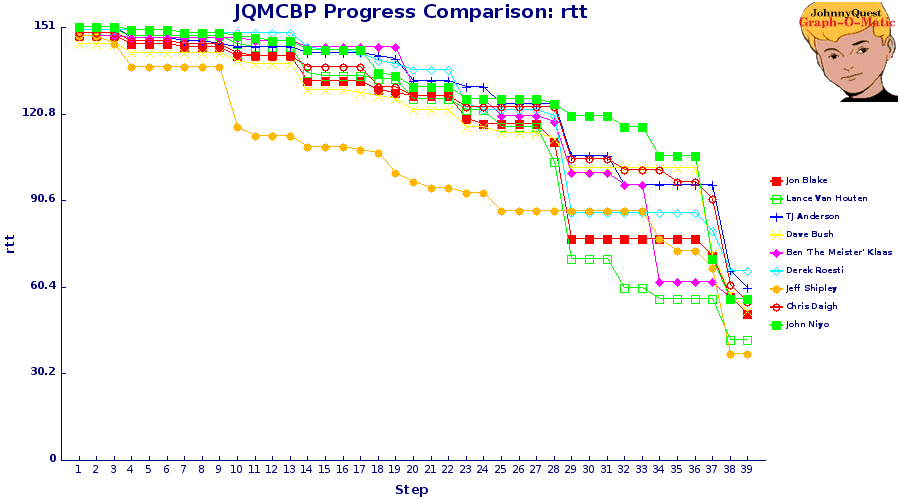 JQMCBP Progress Comparison: rtt
JohnnyQuest
Graph-O-Matic
151
120.8
90.6
60.4
30.2
0
rtt
1 2 3 4 5 6 7 8 9 10 11 12 13 14 15 16 17 18 19 20 21 22 23 24 25 26 27 28 29 30 31 32 33 34 35 36 37 38 39
Step
Jon Blake
Lance Van Houten
TJ Anderson
Dave Bush
Ben 'The Meister' Klaas
Derek Roesti
Jeff Shipley
Chris Daigh
John Niyo